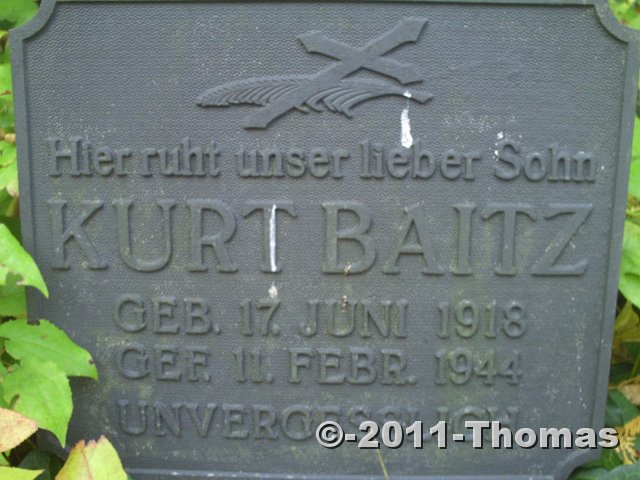 Hier ruht unser lieber Sohn
KURT BAITZ
GEB. 17. JUNI 1918
GEF. 11. FEBR. 1944
UNVERGESSLICH
©-2011-Thomas